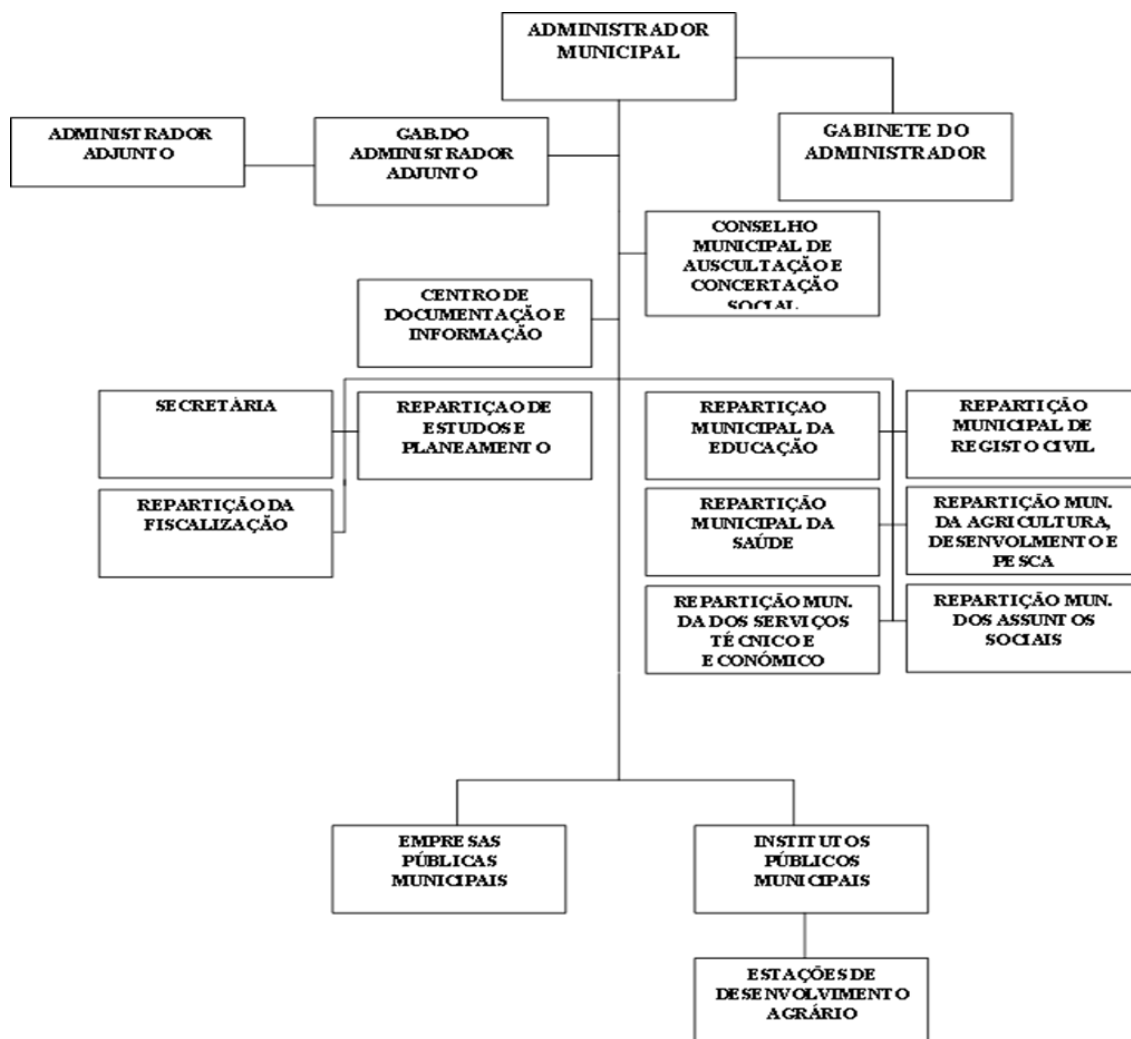 ADMINISTRADOR
MUNICIPAL
ADMINISTRADOR
ADJUNTO
GAB.DO
ADMINISTRADOR
ADJUNTO
GABINETE DO
ADMINISTRADOR
CONSELHO
MUNICIPAL DE
AUSCULTAÇÃO E
CONCERTAÇÃO
SOCIAL
CENTRO DE
DOCUMENTAÇÃO E
INFORMAÇÃO
SECRETÁRIA
REPARTIÇAO DE
ESTUDOS E
PLANEAMENTO
REPARTIÇAO
MUNICIPAL DA
EDUCAÇÃO
REPARTIÇÃO
MUNICIPAL DE
REGISTO CIVIL
REPARTIÇÃO DA
FISCALIZAÇÃO
REPARTIÇÃO
MUNICIPAL DA
SAÚDE
REPARTIÇÃO MUN.
DA AGRICULTURA,
DESENVOLMENTO E
PESCA
REPARTIÇÃO MUN.
DA DOS SERVIÇOS
TÉCNICO E
ECONÓMICO
REPARTIÇÃO MUN.
DOS ASSUNTOS
SOCIAIS
EMPRESAS
PÚBLICAS
MUNICIPAIS
INSTITUTOS
PÚBLICOS
MUNICIPAIS
ESTAÇÕES DE
DESENVOLVIMENTO
AGRÁRIO